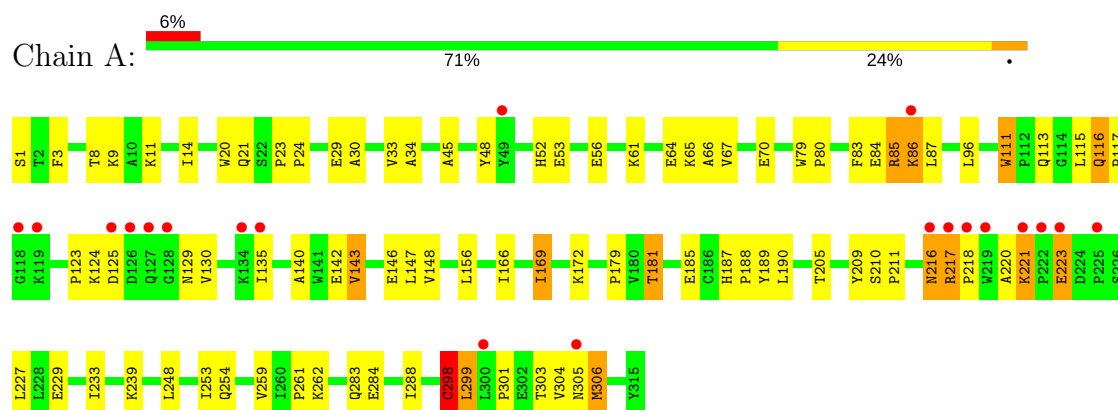 6%
Chain A:
71% 24% •
S1 T2 F3 T8 K9 A10 K11 I14 W20 Q21 S22 P23 P24 E29 A30 V33 A34 A45 Y48 Y49 H52 E53 E56 K61 E64 K65 A66 V67 E70 W79 P80 F83 E84 R85 K86 L87 L96 W111 P112 Q113 G114 L115 Q116 P117
G118 K119 P123 K124 D125 D126 Q127 G128 N129 V130 K134 I135 A140 W141 E142 V143 E146 L147 V148 L156 I166 I169 K172 P179 V180 T181 E185 C186 H187 P188 Y189 L190 T205 Y209 S210 P211 N216 R217 P218 W219 A220 K221 P222 E223 D224 P225 S226
L227 L228 E229 I233 K239 L248 I253 Q254 V259 I260 P261 K262 Q283 E284 I288 C298 L299 L300 P301 E302 T303 V304 N305 M306 Y315